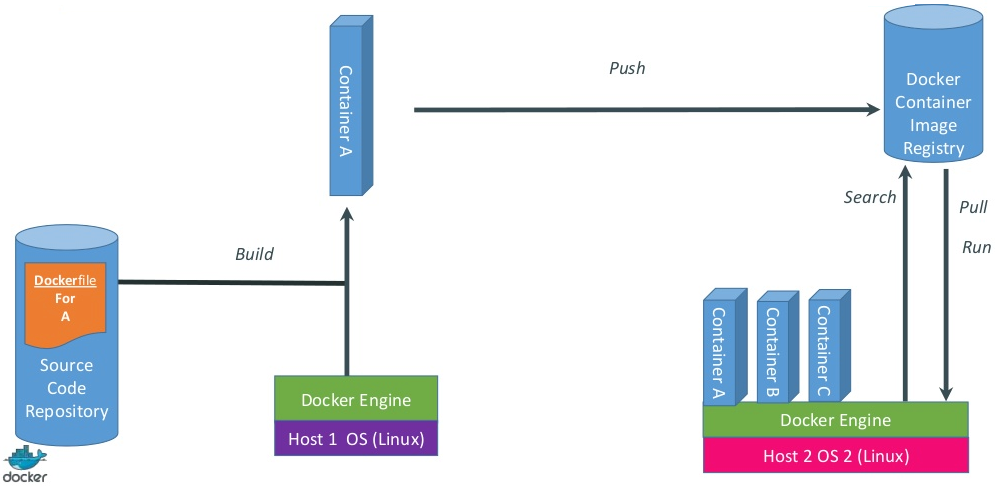 Container A
Push
Docker
Container
Image
Registry
Search
Pull
Run
Build
Dockerfile
For
A
Source
Code
Repository
Docker Engine
Host 1 OS (Linux)
Container A
Container B
Container C
Docker Engine
Host 2 OS 2 (Linux)
docker